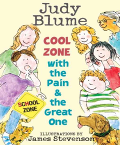 Judy
Blume
COOL
ZONE
with the
Pain
& the
Great
One
SCHOOL
ZONE
ILLUSTRATIONS BY
James Stevenson